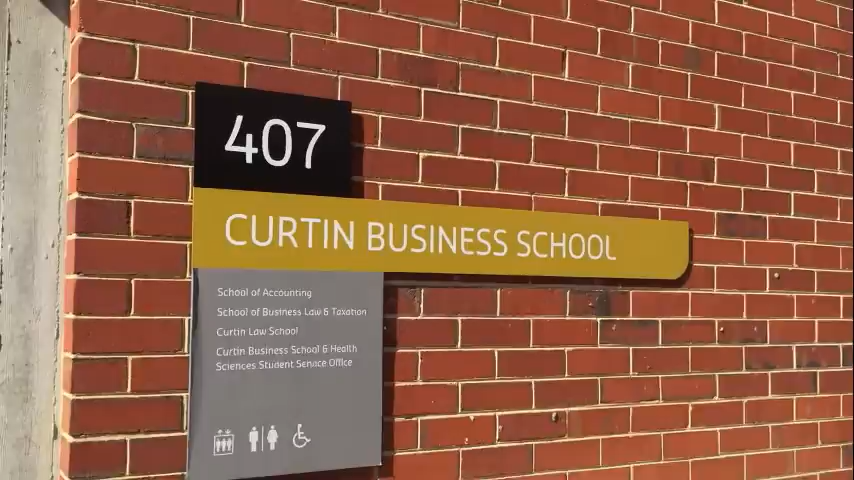 407
CURTIN BUSINESS SCHOOL
School of Accounting
School of Business Law & Taxation
Curtin Law School
Curtin Business School & Health
Sciences Student Service Office